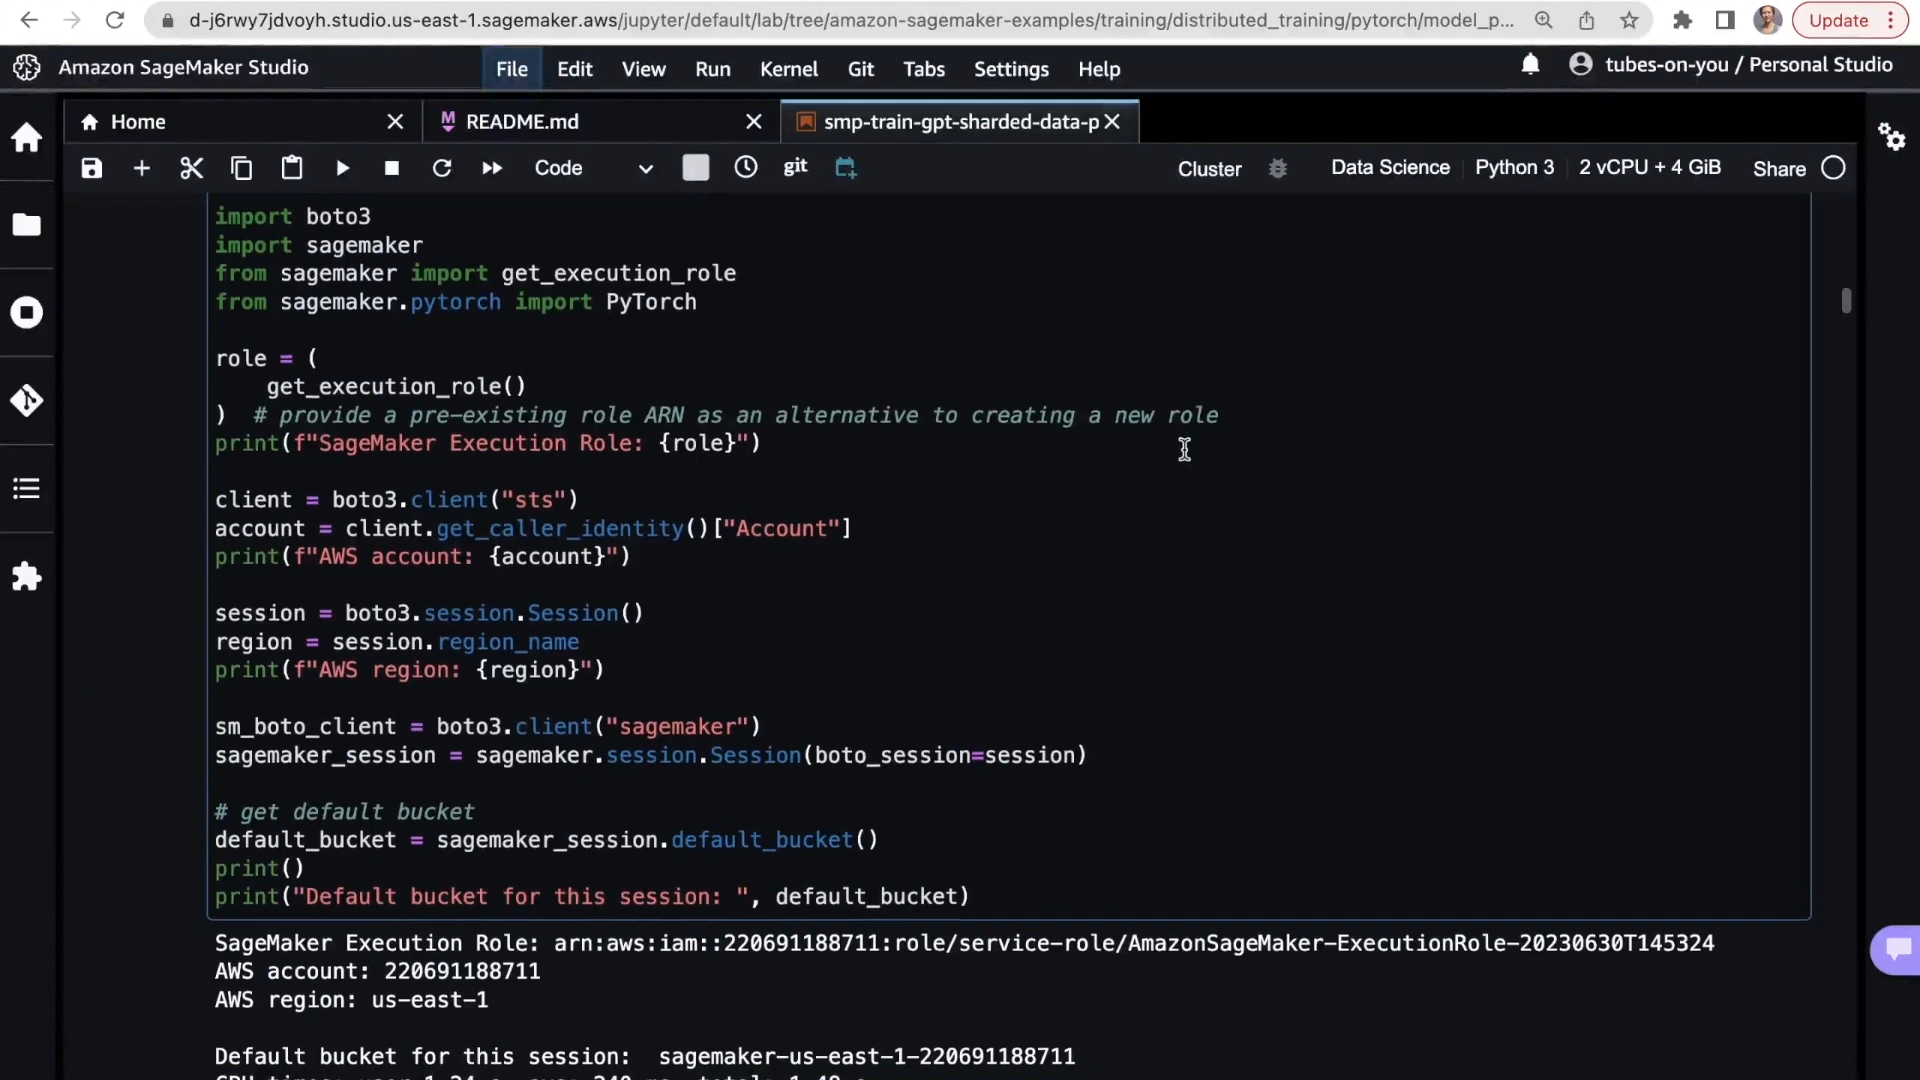 d-j6rwy7jdvoyh.studio.us-east-1.sagemaker.aws/jupyter/default/lab/tree/amazon-sagemaker-examples/training/distributed_training/pytorch/model_p... Update
Amazon SageMaker Studio File Edit View Run Kernel Git Tabs Settings Help tubes-on-you / Personal Studio
Home README.md smp-train-gpt-sharded-data-p
Code git Cluster Data Science Python 3 2 vCPU + 4 GiB Share
import boto3
import sagemaker
from sagemaker import get_execution_role
from sagemaker.pytorch import PyTorch
role = (
    get_execution_role()
)  # provide a pre-existing role ARN as an alternative to creating a new role
print(f"SageMaker Execution Role: {role}")
client = boto3.client("sts")
account = client.get_caller_identity()["Account"]
print(f"AWS account: {account}")
session = boto3.session.Session()
region = session.region_name
print(f"AWS region: {region}")
sm_boto_client = boto3.client("sagemaker")
sagemaker_session = sagemaker.session.Session(boto_session=session)
# get default bucket
default_bucket = sagemaker_session.default_bucket()
print()
print("Default bucket for this session: ", default_bucket)
SageMaker Execution Role: arn:aws:iam::220691188711:role/service-role/AmazonSageMaker-ExecutionRole-20230630T145324
AWS account: 220691188711
AWS region: us-east-1
Default bucket for this session:  sagemaker-us-east-1-220691188711